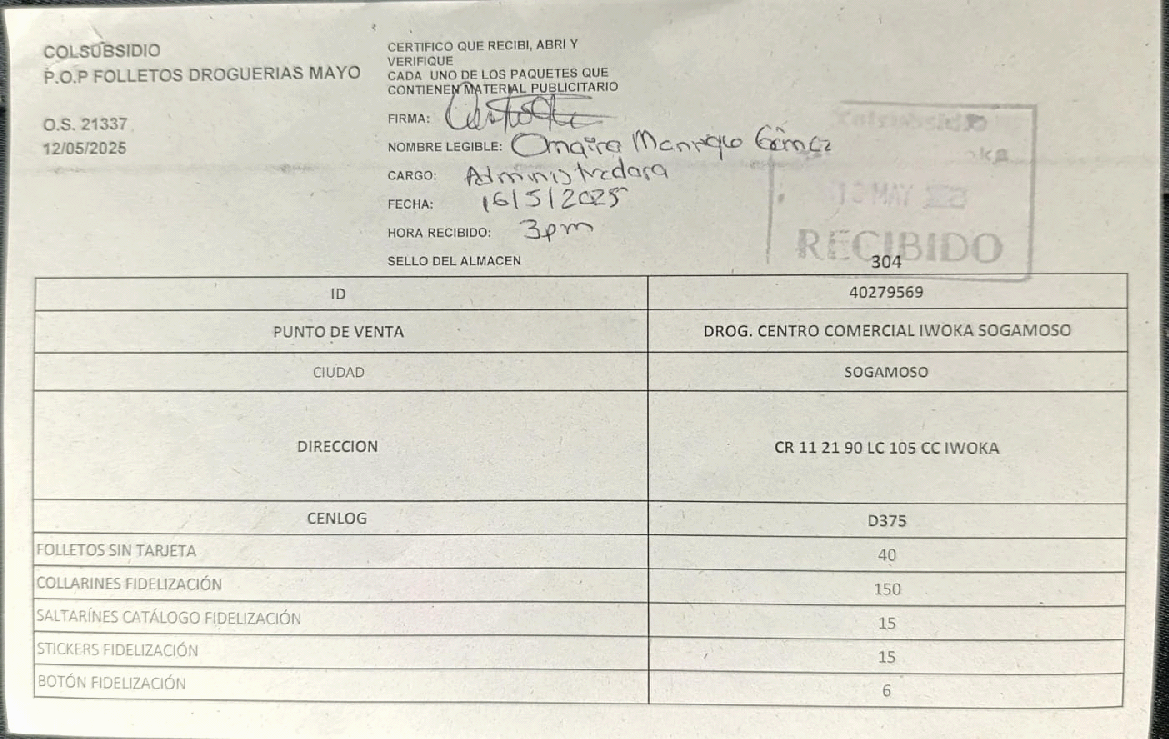 COLSUBSIDIO
P.O.P FOLLETOS DROGUERIAS MAYO
O.S. 21337
12/05/2025
CERTIFICO QUE RECIBI, ABRI Y
VERIFIQUE
CADA UNO DE LOS PAQUETES QUE
CONTIENEN MATERIAL PUBLICITARIO
FIRMA:
NOMBRE LEGIBLE: Omaira Manrique Gómez
CARGO: Administradora
FECHA: 16/5/2025
HORA RECIBIDO: 3pm
SELLO DEL ALMACEN
MAY
RECIBIDO
304
ID 40279569
PUNTO DE VENTA DROG. CENTRO COMERCIAL IWOKA SOGAMOSO
CIUDAD SOGAMOSO
DIRECCION CR 11 21 90 LC 105 CC IWOKA
CENLOG D375
FOLLETOS SIN TARJETA 40
COLLARINES FIDELIZACIÓN 150
SALTARÍNES CATÁLOGO FIDELIZACIÓN 15
STICKERS FIDELIZACIÓN 15
BOTÓN FIDELIZACIÓN 6